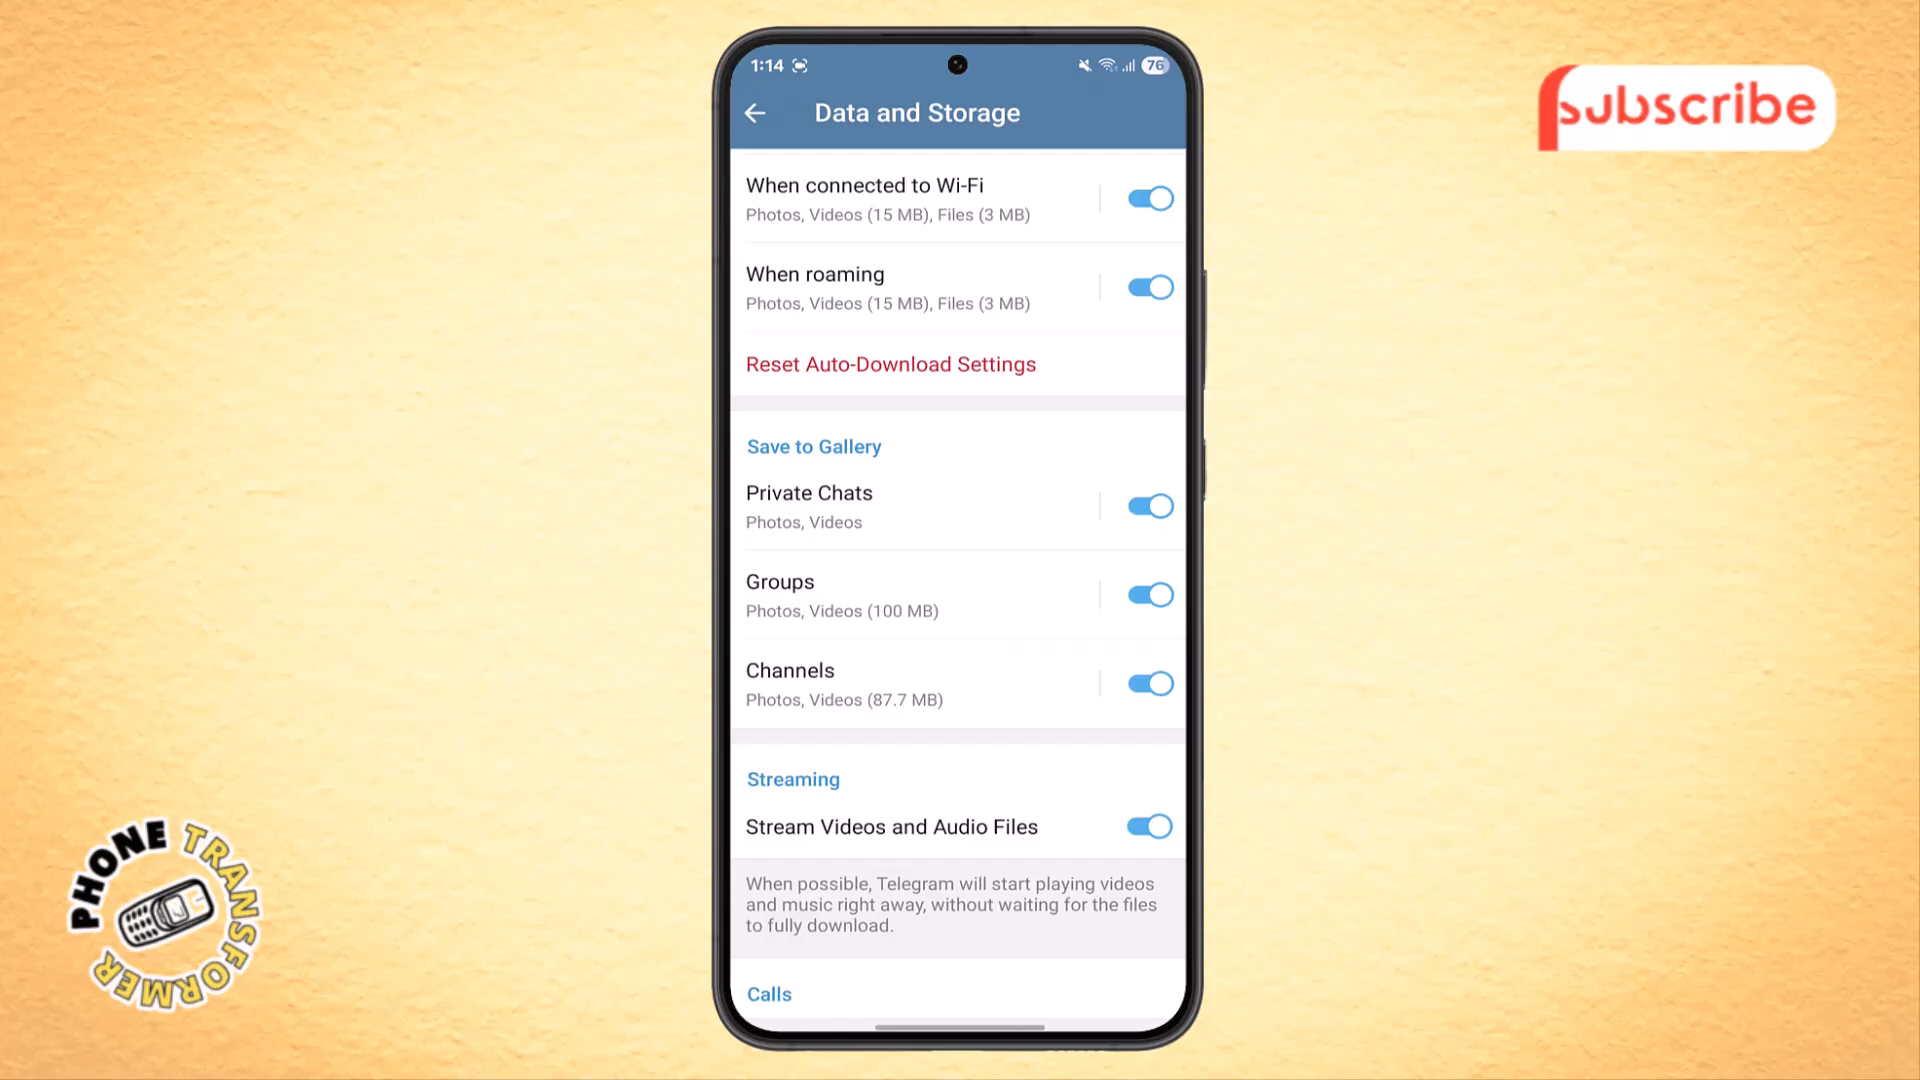 1:14
76
Data and Storage
subscribe
When connected to Wi-Fi
Photos, Videos (15 MB), Files (3 MB)
When roaming
Photos, Videos (15 MB), Files (3 MB)
Reset Auto-Download Settings
Save to Gallery
Private Chats
Photos, Videos
Groups
Photos, Videos (100 MB)
Channels
Photos, Videos (87.7 MB)
Streaming
Stream Videos and Audio Files
When possible, Telegram will start playing videos
and music right away, without waiting for the files
to fully download.
Calls
PHONE TRANSFORMER